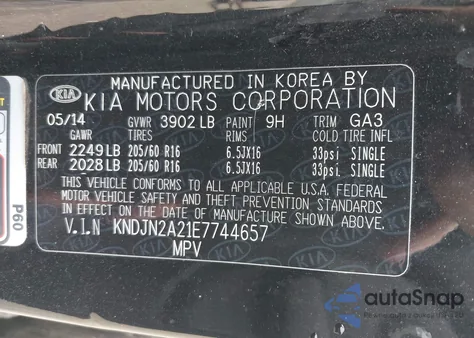 MANUFACTURED IN KOREA BY
KIA KIA MOTORS CORPORATION
05/14 GVWR 3902 LB PAINT 9H TRIM GA3
GAWR TIRES RIMS COLD TIRE INFL
FRONT 2249 LB 205/60 R16 6.5JX16 33psi SINGLE
REAR 2028 LB 205/60 R16 6.5JX16 33psi SINGLE
THIS VEHICLE CONFORMS TO ALL APPLICABLE U.S.A. FEDERAL
MOTOR VEHICLE SAFETY AND THEFT PREVENTION STANDARDS
IN EFFECT ON THE DATE OF MANUFACTURE SHOWN ABOVE.
V.I.N KNDJN2A21E7744657
MPV
P60
autoSnap